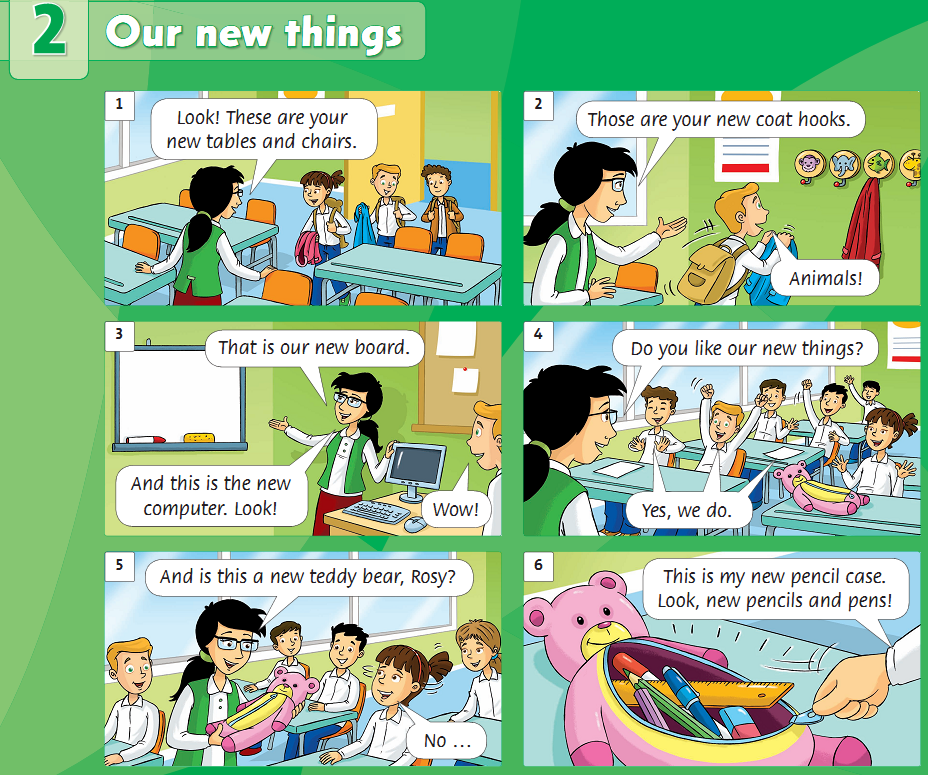 2
Our new things
1
Look! These are your
new tables and chairs.
2
Those are your new coat hooks.
Animals!
3
That is our new board.
And this is the new
computer. Look!
Wow!
4
Do you like our new things?
Yes, we do.
5
And is this a new teddy bear, Rosy?
No ...
6
This is my new pencil case.
Look, new pencils and pens!